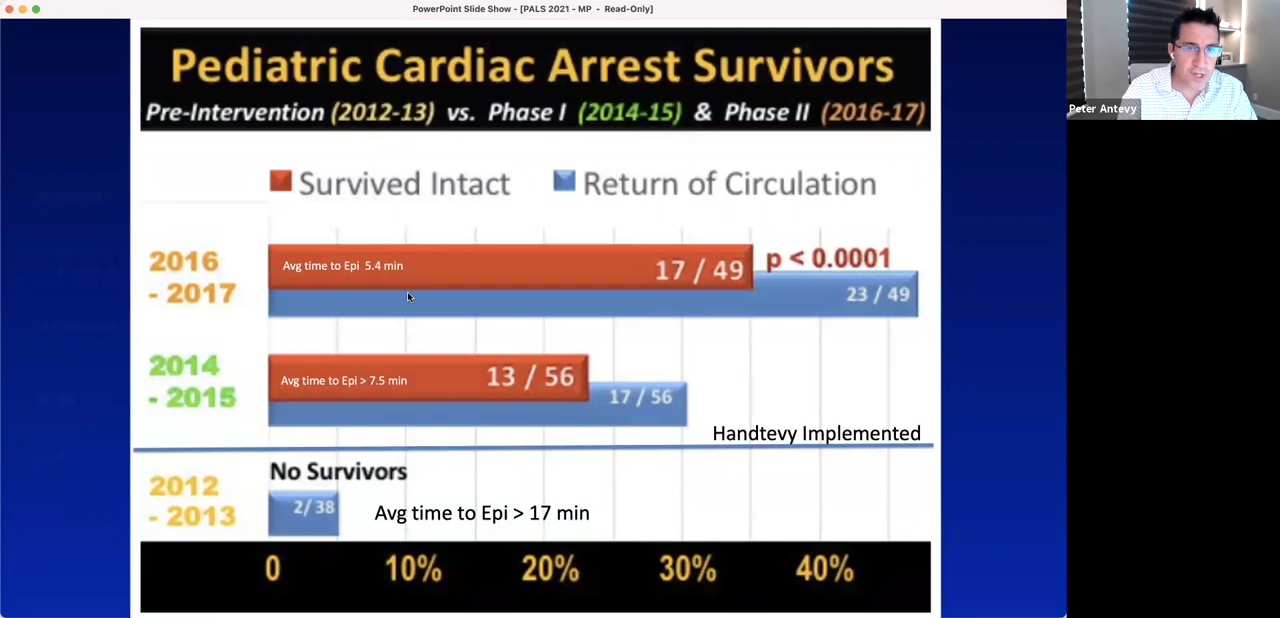 PowerPoint Slide Show - [PALS 2021 - MP - Read-Only]
Pediatric Cardiac Arrest Survivors
Pre-Intervention (2012-13) vs. Phase I (2014-15) & Phase II (2016-17)
Survived Intact Return of Circulation
2016
- 2017
Avg time to Epi 5.4 min
17 / 49
p < 0.0001
23 / 49
2014
- 2015
Avg time to Epi > 7.5 min
13 / 56
17 / 56
Handtevy Implemented
2012
- 2013
No Survivors
2/ 38
Avg time to Epi > 17 min
0 10% 20% 30% 40%
Peter Antevy